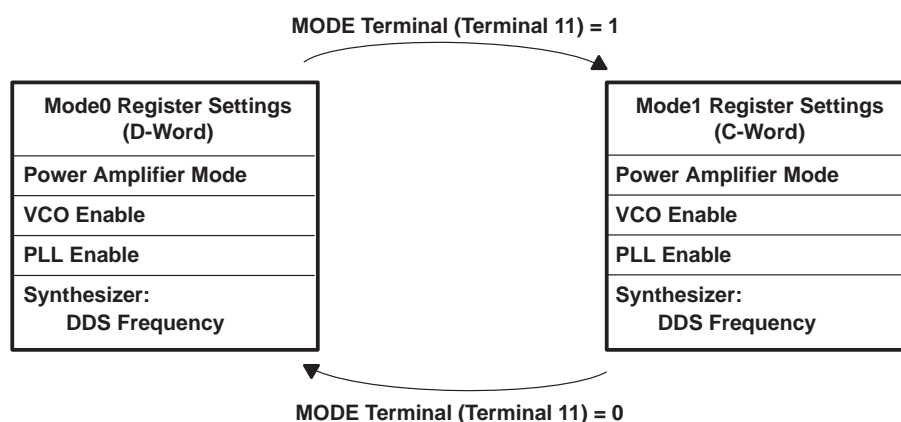 MODE Terminal (Terminal 11) = 1
Mode0 Register Settings
(D-Word)
Power Amplifier Mode
VCO Enable
PLL Enable
Synthesizer:
DDS Frequency
Mode1 Register Settings
(C-Word)
Power Amplifier Mode
VCO Enable
PLL Enable
Synthesizer:
DDS Frequency
MODE Terminal (Terminal 11) = 0